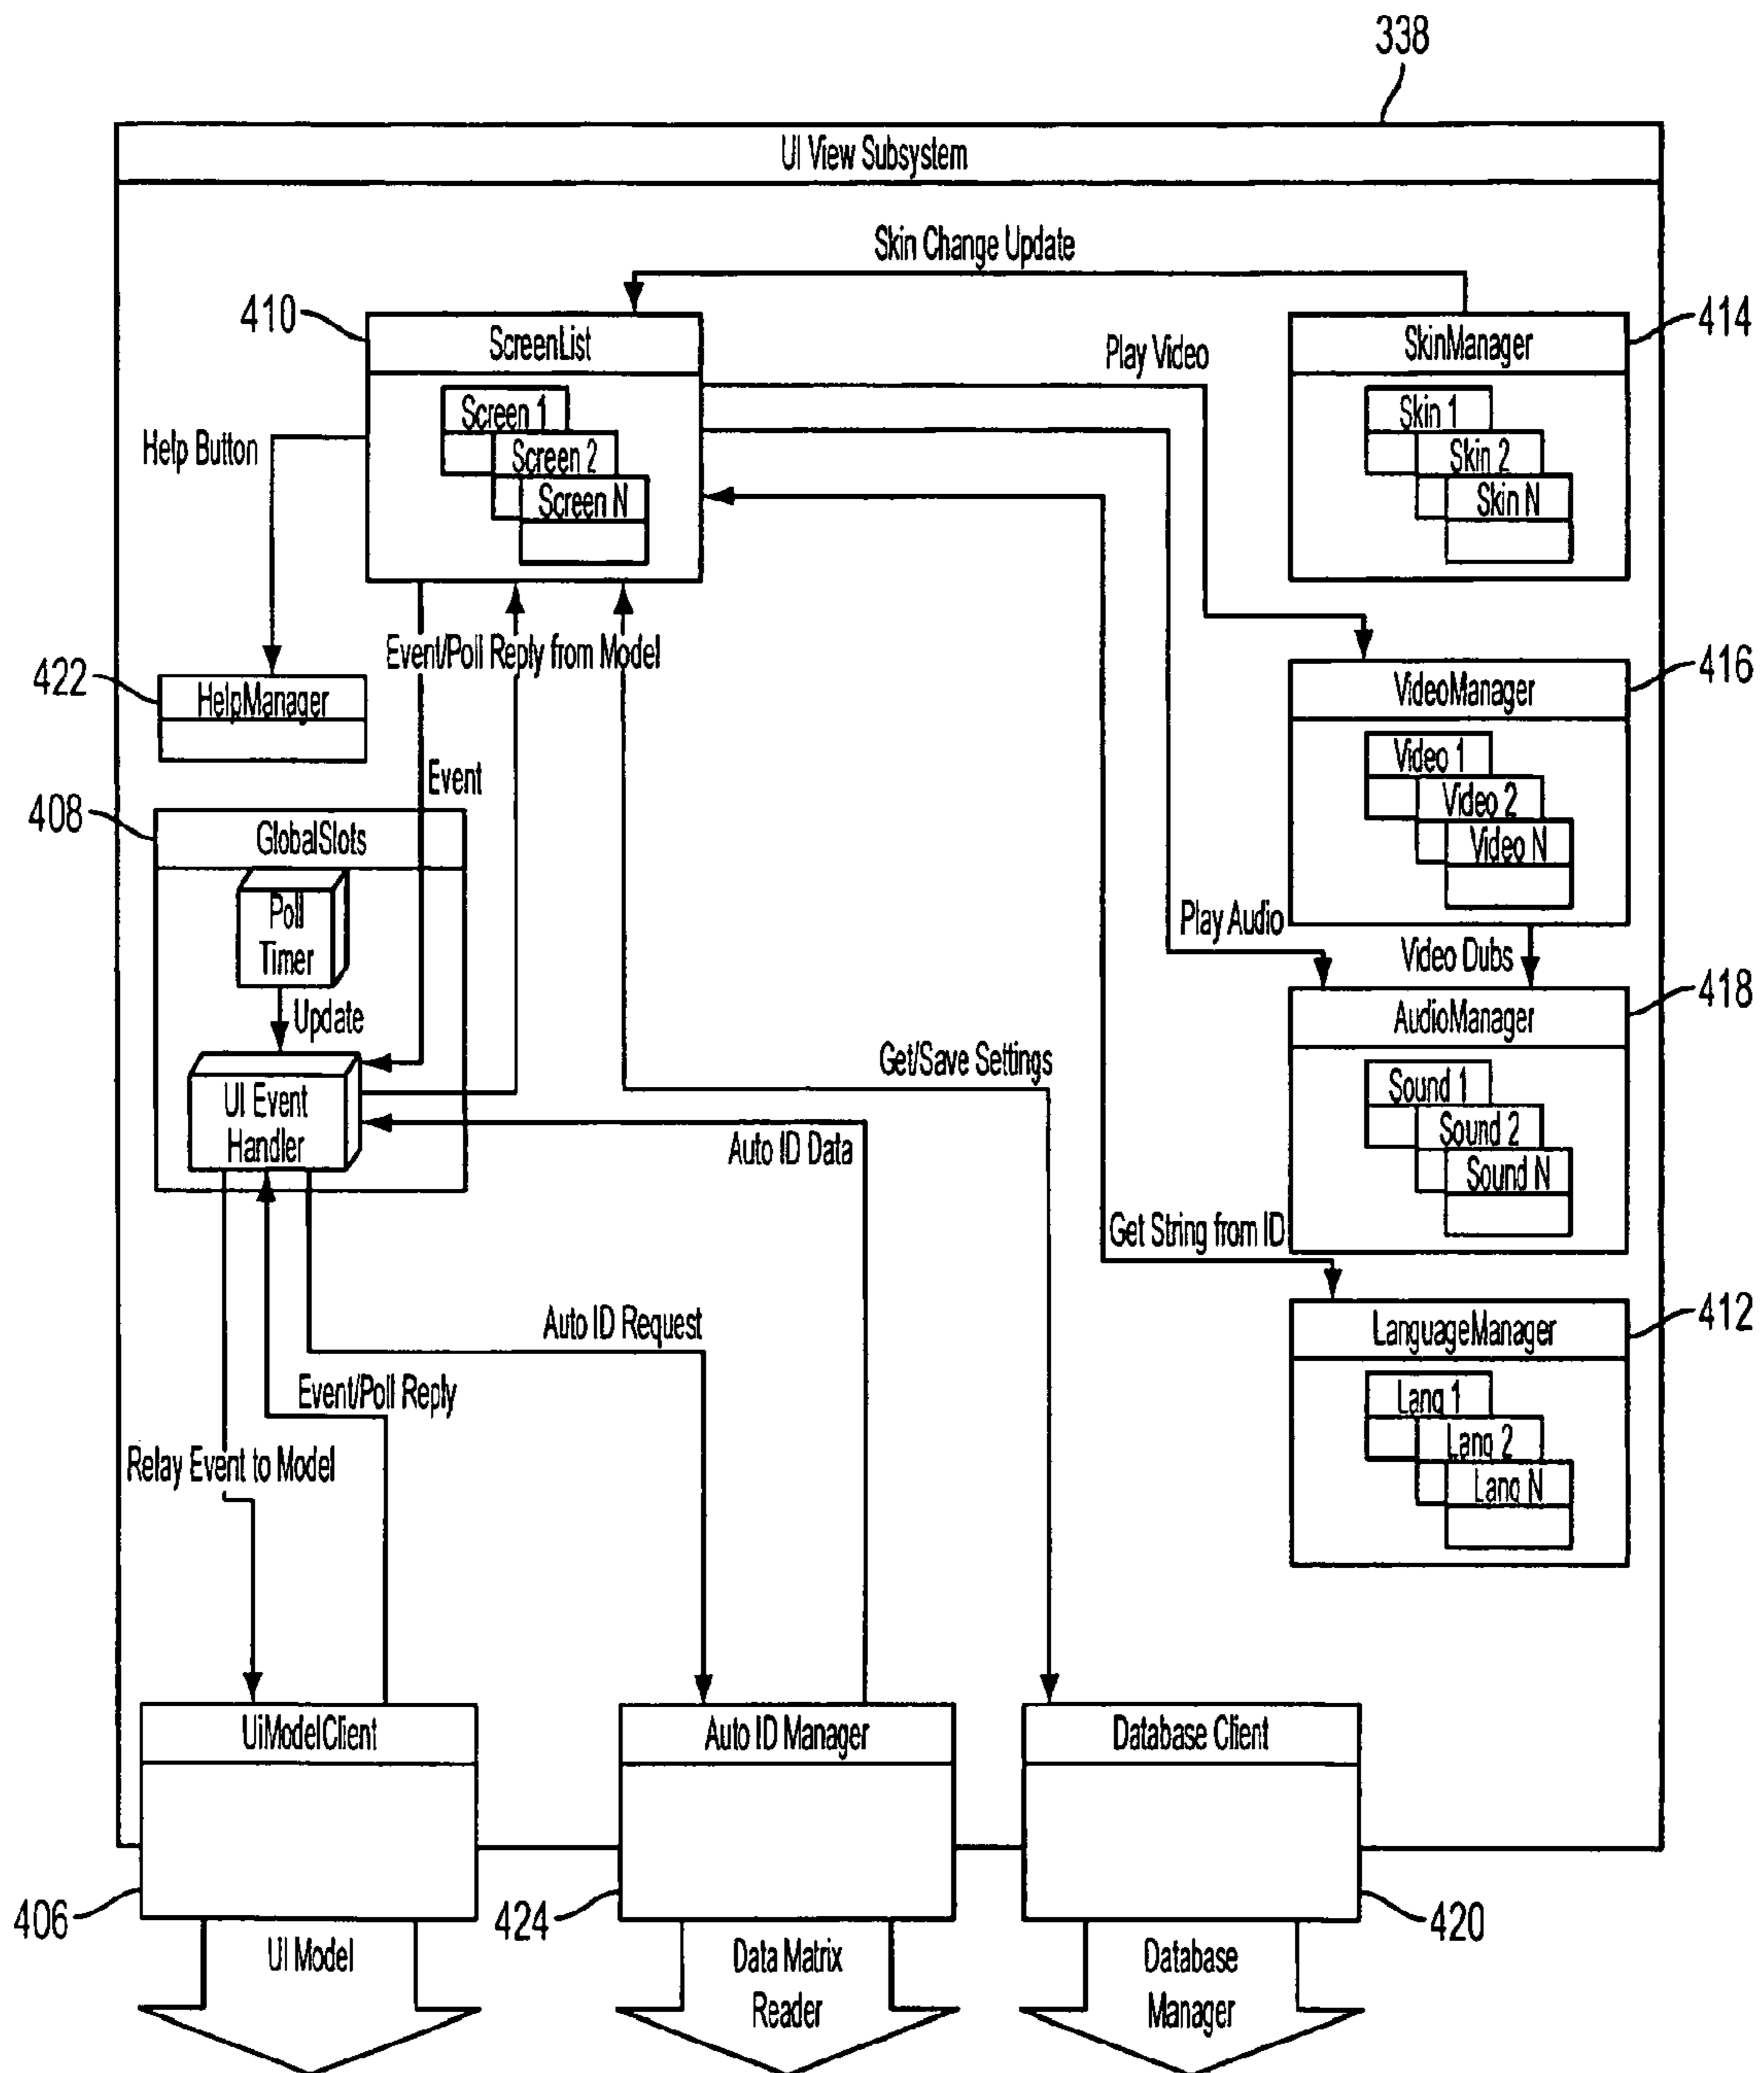 338
UI View Subsystem
Skin Change Update
410
ScreenList
Screen 1
Screen 2
Screen N
Play Video
SkinManager
414
Skin 1
Skin 2
Skin N
Help Button
Event/Poll Reply from Model
422
HelpManager
VideoManager
416
Video 1
Video 2
Video N
Event
408
GlobalSlots
Poll
Timer
Update
UI Event
Handler
Play Audio
Video Dubs
AudioManager
418
Sound 1
Sound 2
Sound N
Get/Save Settings
Auto ID Data
Get String from ID
LanguageManager
412
Lang 1
Lang 2
Lang N
Auto ID Request
Event/Poll Reply
Relay Event to Model
UiModelClient
Auto ID Manager
Database Client
406
424
420
UI Model
Data Matrix
Reader
Database
Manager